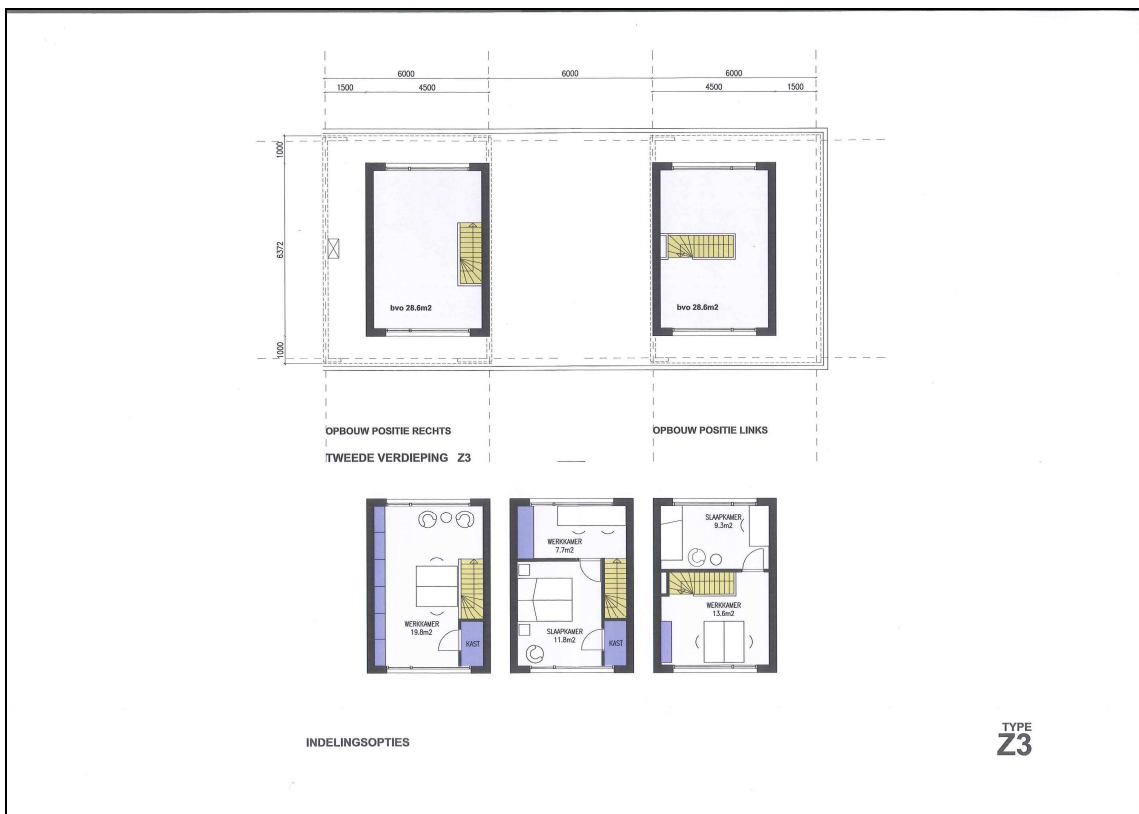 6000 6000 6000
1500 4500 4500 1500
1000
6372
1000
bvo 28.6m2 bvo 28.6m2
OPBOUW POSITIE RECHTS OPBOUW POSITIE LINKS
TWEEDE VERDIEPING Z3
WERKKAMER
19.8m2
KAST
WERKKAMER
7.7m2
SLAAPKAMER
11.8m2
KAST
SLAAPKAMER
9.3m2
WERKKAMER
13.6m2
INDELINGSOPTIES
TYPE
Z3